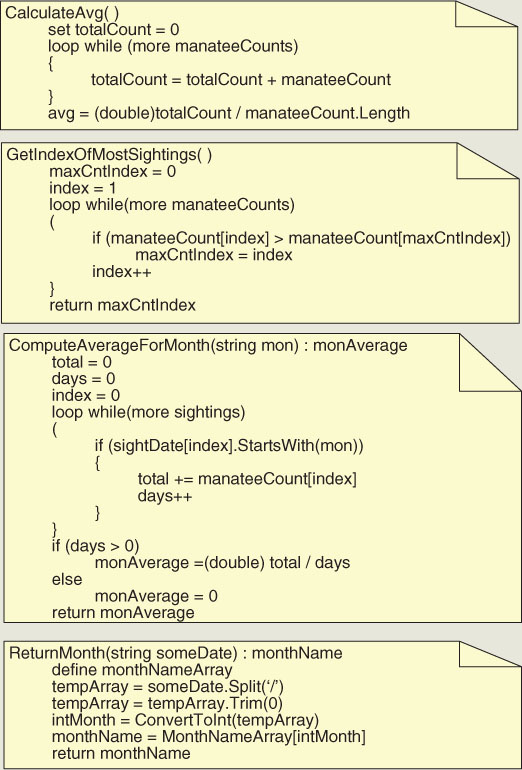 CalculateAvg( )
set totalCount = 0
loop while (more manateeCounts)
{
totalCount = totalCount + manateeCount
}
avg = (double)totalCount / manateeCount.Length
GetIndexOfMostSightings( )
maxCntIndex = 0
index = 1
loop while(more manateeCounts)
(
if (manateeCount[index] > manateeCount[maxCntIndex])
maxCntIndex = index
index++
}
return maxCntIndex
ComputeAverageForMonth(string mon) : monAverage
total = 0
days = 0
index = 0
loop while(more sightings)
(
if (sightDate[index].StartsWith(mon))
{
total += manateeCount[index]
days++
}
}
if (days > 0)
monAverage =(double) total / days
else
monAverage = 0
return monAverage
ReturnMonth(string someDate) : monthName
define monthNameArray
tempArray = someDate.Split(‘/’)
tempArray = tempArray.Trim(0)
intMonth = ConvertToInt(tempArray)
monthName = MonthNameArray[intMonth]
return monthName